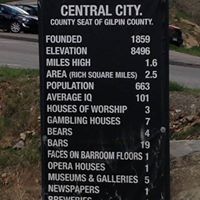 CENTRAL CITY.
COUNTY SEAT OF GILPIN COUNTY.
FOUNDED 1859
ELEVATION 8496
MILES HIGH 1.6
AREA (RICH SQUARE MILES) 2.5
POPULATION 663
AVERAGE IQ 101
HOUSES OF WORSHIP 3
GAMBLING HOUSES 7
BEARS 4
BARS 19
FACES ON BARROOM FLOORS 1
OPERA HOUSES 1
MUSEUMS & GALLERIES 5
NEWSPAPERS 1
BREWERIES